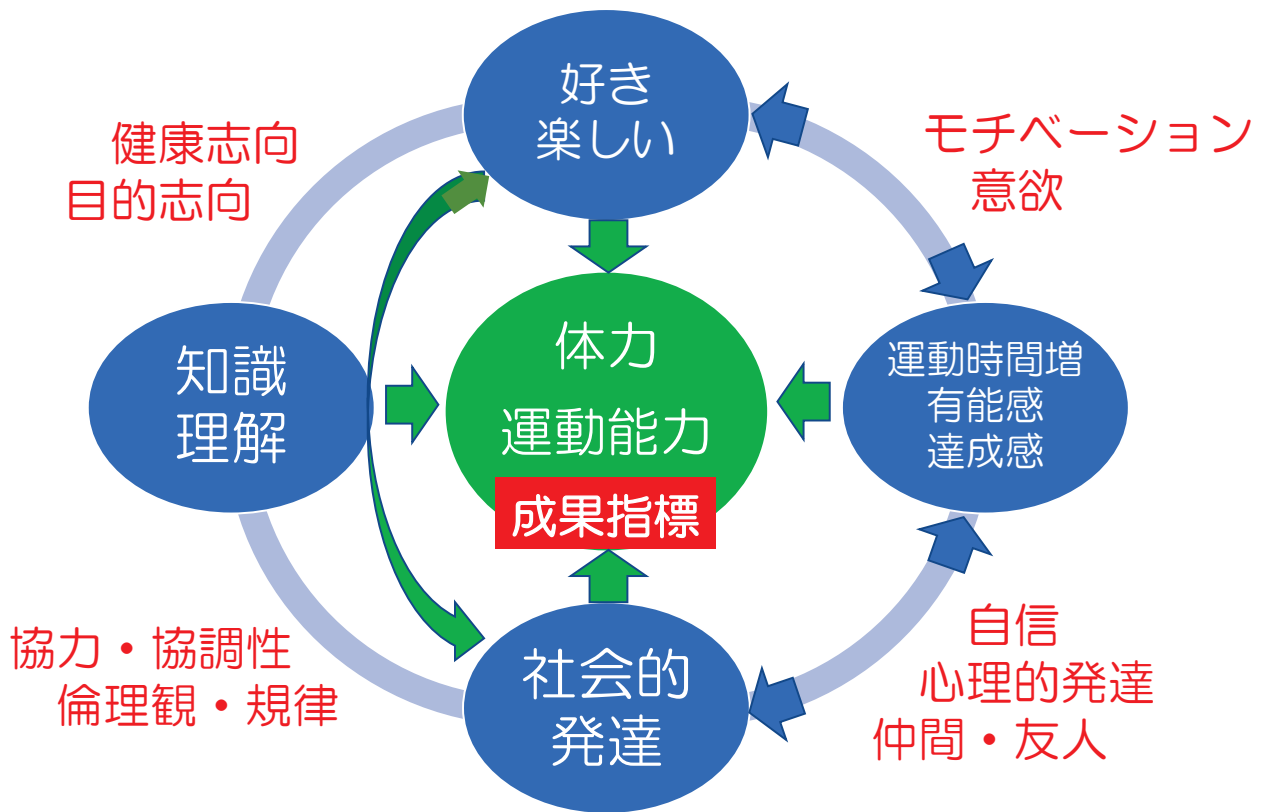 好き
楽しい
健康志向
目的志向
モチベーション
意欲
知識
理解
体力
運動能力
成果指標
運動時間増
有能感
達成感
協力・協調性
倫理観・規律
社会的
発達
自信
心理的発達
仲間・友人